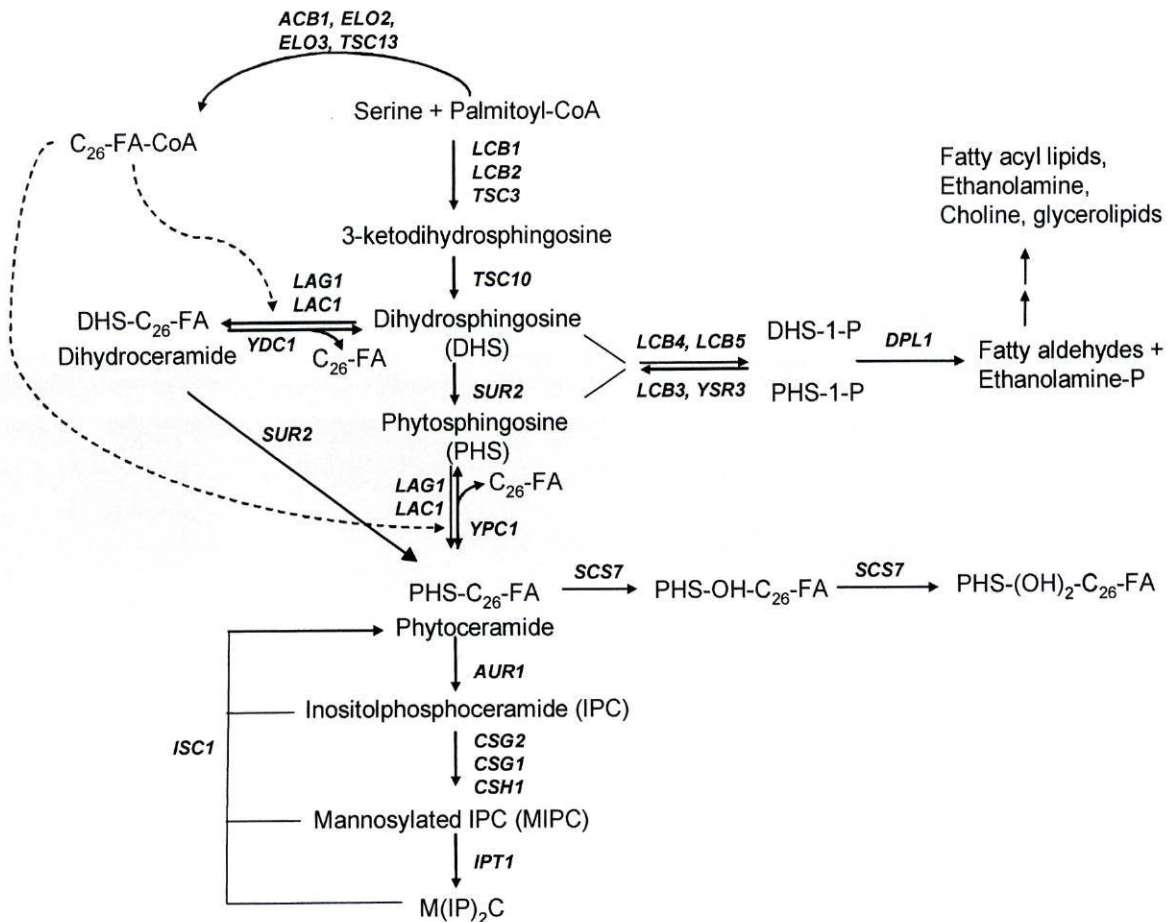 ACB1, ELO2,
ELO3, TSC13
Serine + Palmitoyl-CoA
C₂₆-FA-CoA
LCB1
LCB2
TSC3
Fatty acyl lipids,
Ethanolamine,
Choline, glycerolipids
3-ketodihydrosphingosine
TSC10
LAG1
LAC1
DHS-C₂₆-FA
Dihydroceramide
YDC1
C₂₆-FA
Dihydrosphingosine
(DHS)
LCB4, LCB5
LCB3, YSR3
DHS-1-P
PHS-1-P
DPL1
Fatty aldehydes +
Ethanolamine-P
SUR2
Phytosphingosine
(PHS)
SUR2
LAG1
LAC1
C₂₆-FA
YPC1
PHS-C₂₆-FA
Phytoceramide
SCS7
PHS-OH-C₂₆-FA
SCS7
PHS-(OH)₂-C₂₆-FA
AUR1
Inositolphosphoceramide (IPC)
ISC1
CSG2
CSG1
CSH1
Mannosylated IPC (MIPC)
IPT1
M(IP)₂C